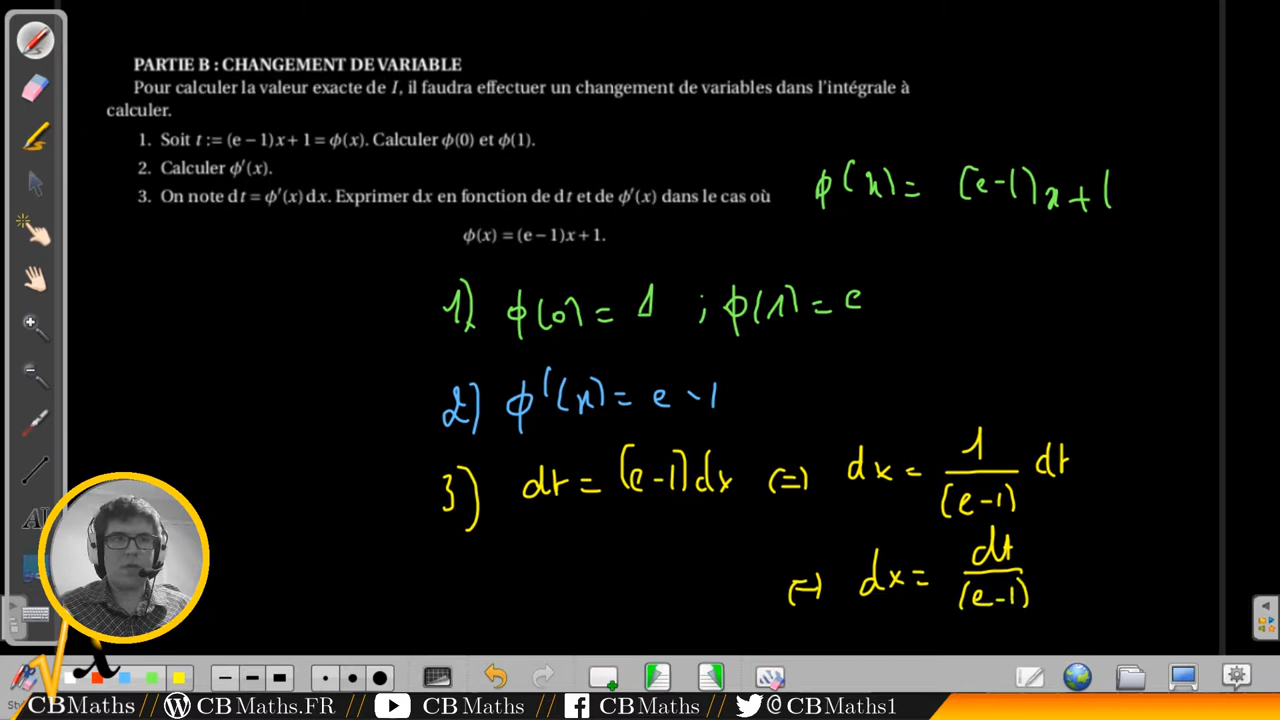 PARTIE B : CHANGEMENT DE VARIABLE
Pour calculer la valeur exacte de I, il faudra effectuer un changement de variables dans l'intégrale à
calculer.
1. Soit t := (e − 1)x + 1 = ϕ(x). Calculer ϕ(0) et ϕ(1).
2. Calculer ϕ′(x).
3. On note dt = ϕ′(x)dx. Exprimer dx en fonction de dt et de ϕ′(x) dans le cas où
ϕ(x) = (e − 1)x + 1.
ϕ(x) = (e-1)x + 1
1) ϕ(0) = 1 ; ϕ(1) = e
2) ϕ'(x) = e - 1
3) dt = (e-1)dx ⇔ dx = 1/(e-1) dt
⇔ dx = dt/(e-1)
√x
CBMaths CBMaths.FR CB Maths CB Maths @CBMaths1